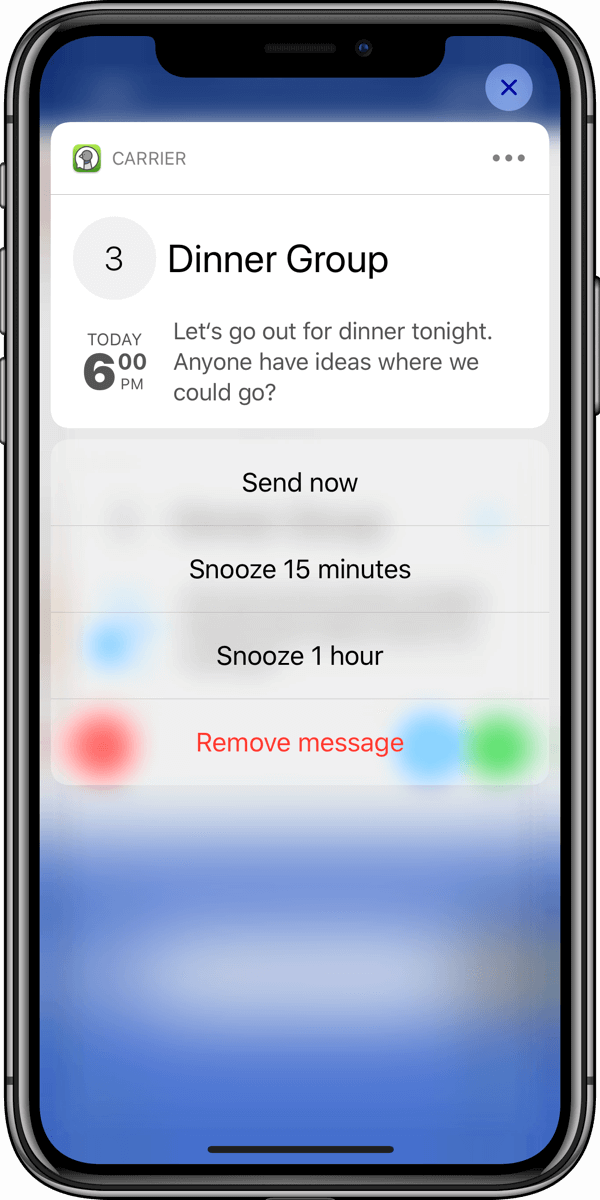 CARRIER
3
Dinner Group
TODAY
6 00
PM
Let’s go out for dinner tonight.
Anyone have ideas where we
could go?
Send now
Snooze 15 minutes
Snooze 1 hour
Remove message